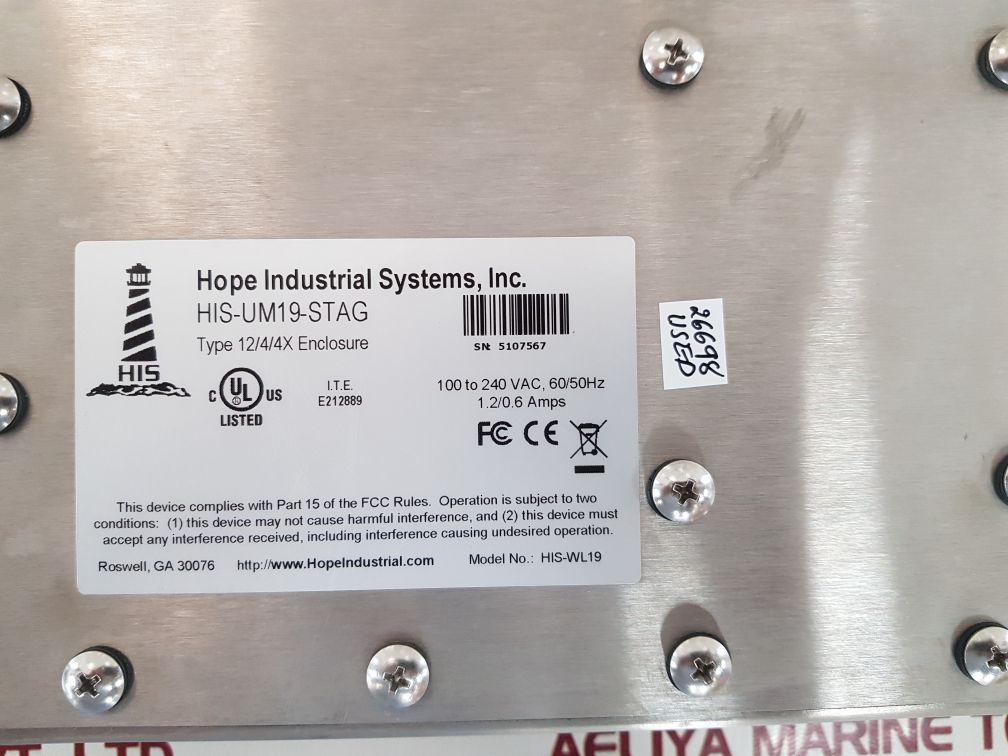 Hope Industrial Systems, Inc.
HIS-UM19-STAG
Type 12/4/4X Enclosure
SN: 5107567
HIS
C UL US
LISTED
I.T.E.
E212889
100 to 240 VAC, 60/50Hz
1.2/0.6 Amps
FC CE
This device complies with Part 15 of the FCC Rules. Operation is subject to two
conditions: (1) this device may not cause harmful interference, and (2) this device must
accept any interference received, including interference causing undesired operation.
Roswell, GA 30076 http://www.HopeIndustrial.com Model No.: HIS-WL19
26698
USED
LTD
AELIYA MARINE T